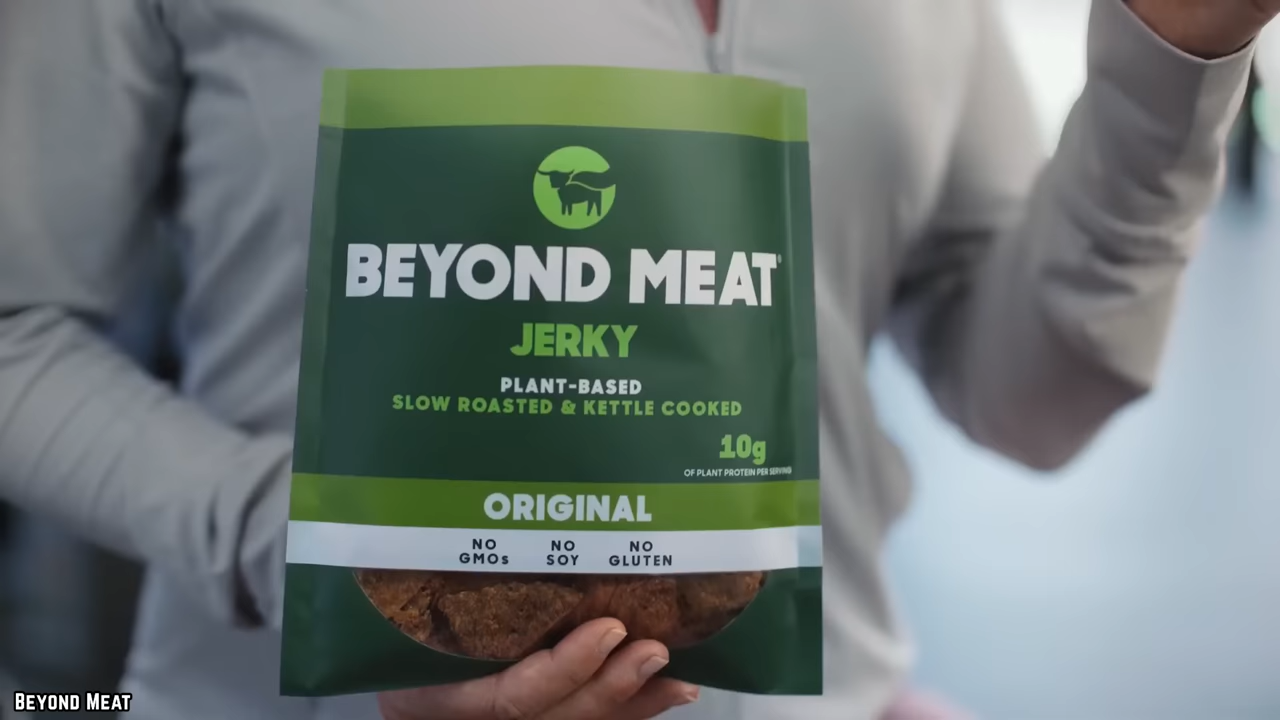 BEYOND MEAT®
JERKY
PLANT-BASED
SLOW ROASTED & KETTLE COOKED
10g
OF PLANT PROTEIN PER SERVING
ORIGINAL
NO NO NO
GMOs SOY GLUTEN
BEYOND MEAT